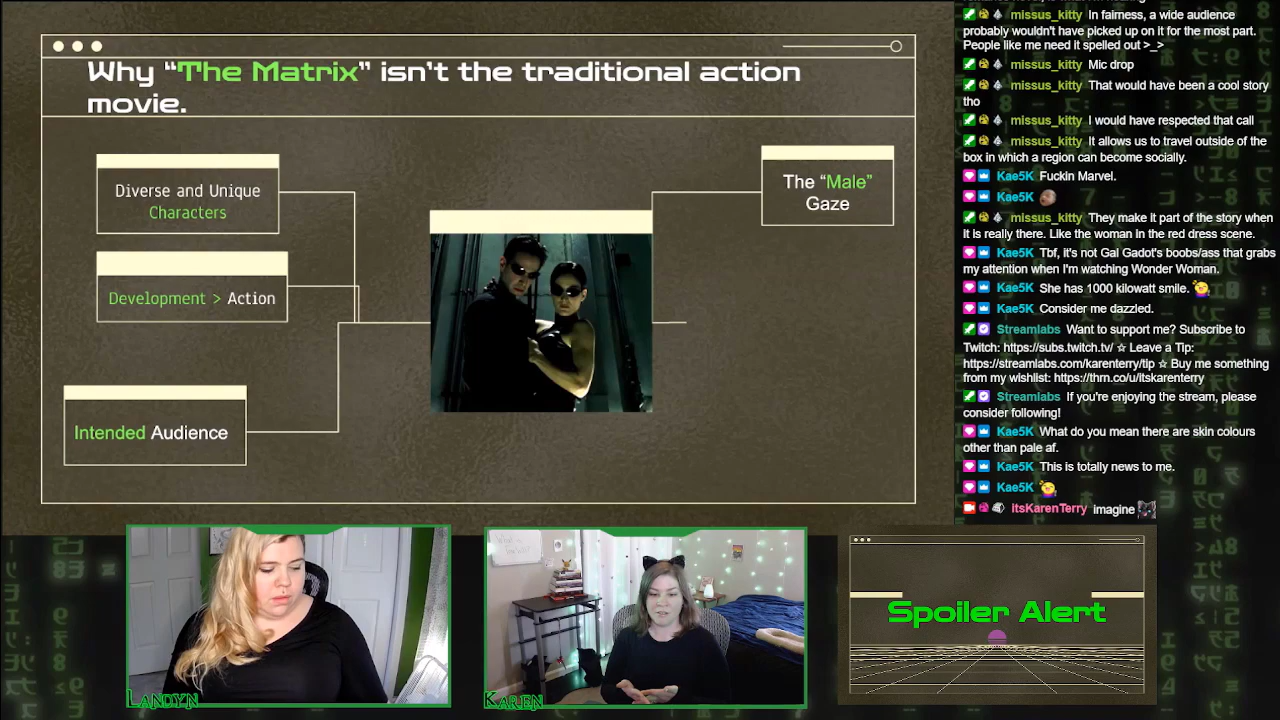 Why “The Matrix” isn’t the traditional action
movie.
Diverse and Unique
Characters
Development > Action
Intended Audience
The “Male”
Gaze
missus_kitty In fairness, a wide audience
probably wouldn't have picked up on it for the most part.
People like me need it spelled out >_>
missus_kitty Mic drop
missus_kitty That would have been a cool story
tho
missus_kitty I would have respected that call
missus_kitty It allows us to travel outside of the
box in which a region can become socially.
Kae5K Fuckin Marvel.
Kae5K
missus_kitty They make it part of the story when
it is really there. Like the woman in the red dress scene.
Kae5K Tbf, it's not Gal Gadot's boobs/ass that grabs
my attention when I'm watching Wonder Woman.
Kae5K She has 1000 kilowatt smile.
Kae5K Consider me dazzled.
Streamlabs Want to support me? Subscribe to
Twitch: https://subs.twitch.tv/ ☆ Leave a Tip:
https://streamlabs.com/karenterry/tip ☆ Buy me something
from my wishlist: https://thrn.co/u/Itskarenterry
Streamlabs If you're enjoying the stream, please
consider following!
Kae5K What do you mean there are skin colours
other than pale af.
Kae5K This is totally news to me.
Kae5K
itsKarenTerry imagine
Landyn
Karen
Spoiler Alert